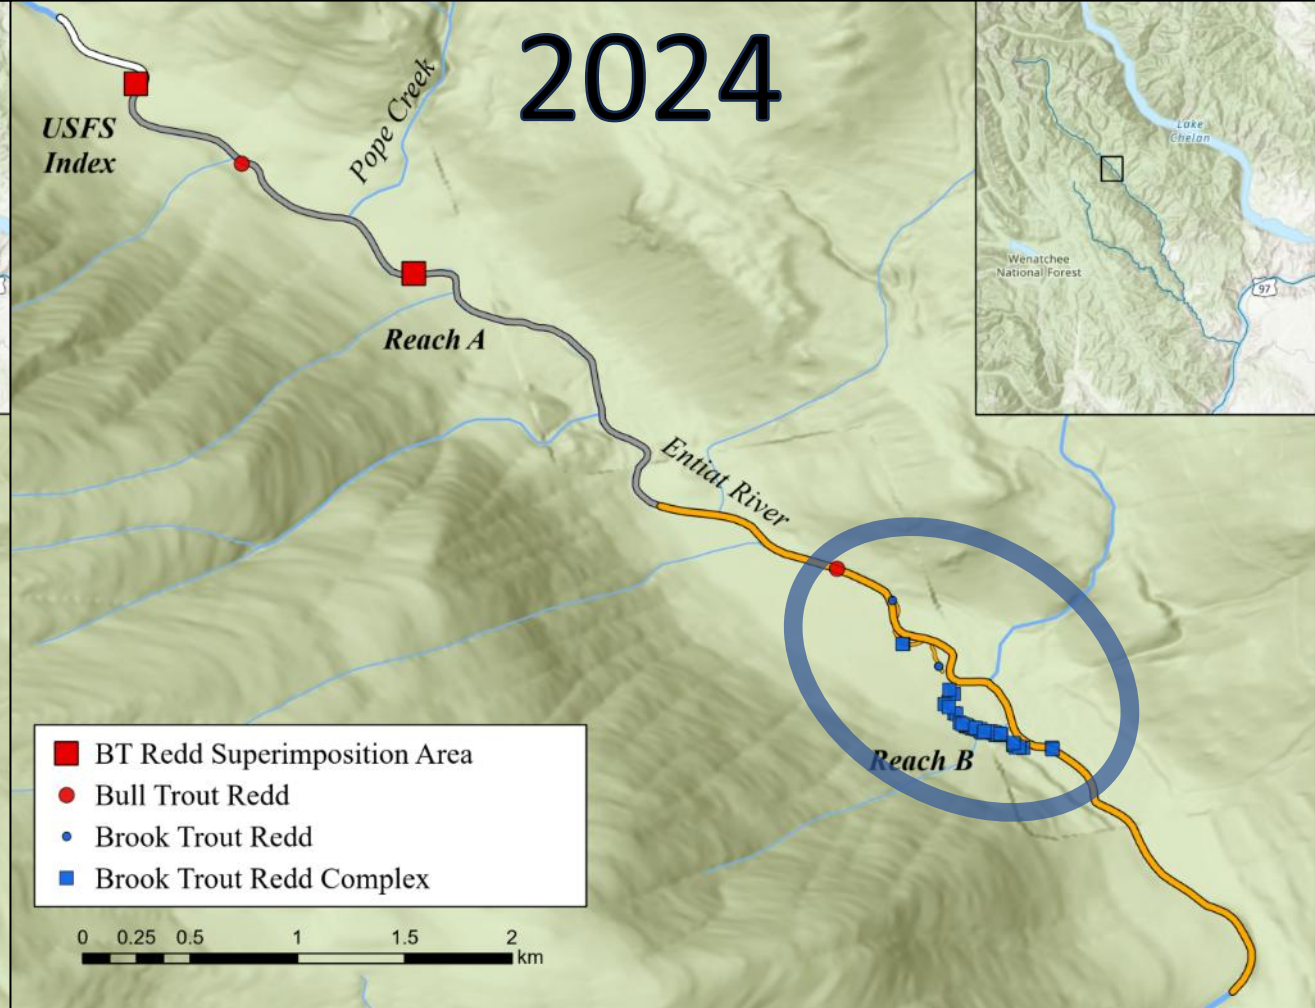 2024
Pope Creek
USFS
Index
Reach A
Entiat River
Reach B
Lake
Chelan
Wenatchee
National Forest
97
BT Redd Superimposition Area
Bull Trout Redd
Brook Trout Redd
Brook Trout Redd Complex
0 0.25 0.5 1 1.5 2
km